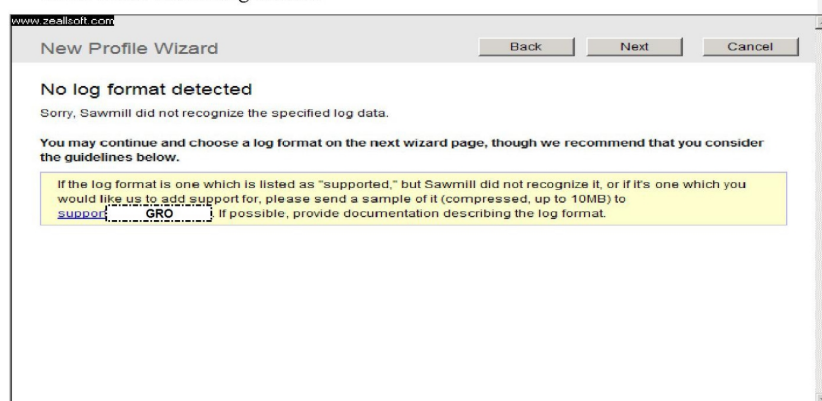 www.zeallsoft.com
New Profile Wizard
Back
Next
Cancel
No log format detected
Sorry, Sawmill did not recognize the specified log data.
You may continue and choose a log format on the next wizard page, though we recommend that you consider
the guidelines below.
If the log format is one which is listed as "supported," but Sawmill did not recognize it, or if it's one which you
would like us to add support for, please send a sample of it (compressed, up to 10MB) to
suppor GRO . If possible, provide documentation describing the log format.